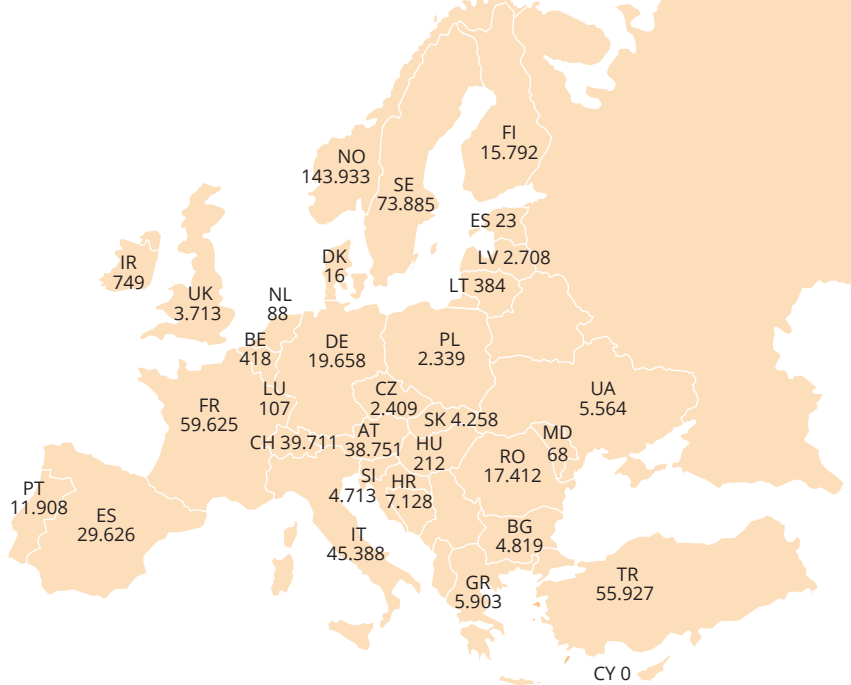 FI
15.792
NO
143.933
SE
73.885
ES 23
LV 2.708
DK
16
IR
749
LT 384
UK
3.713
NL
88
BE
418
DE
19.658
PL
2.339
LU
107
CZ
2.409
UA
5.564
FR
59.625
SK 4.258
CH 39.711
AT
38.751
HU
212
MD
68
RO
17.412
SI
4.713
HR
7.128
PT
11.908
ES
29.626
IT
45.388
BG
4.819
GR
5.903
TR
55.927
CY 0